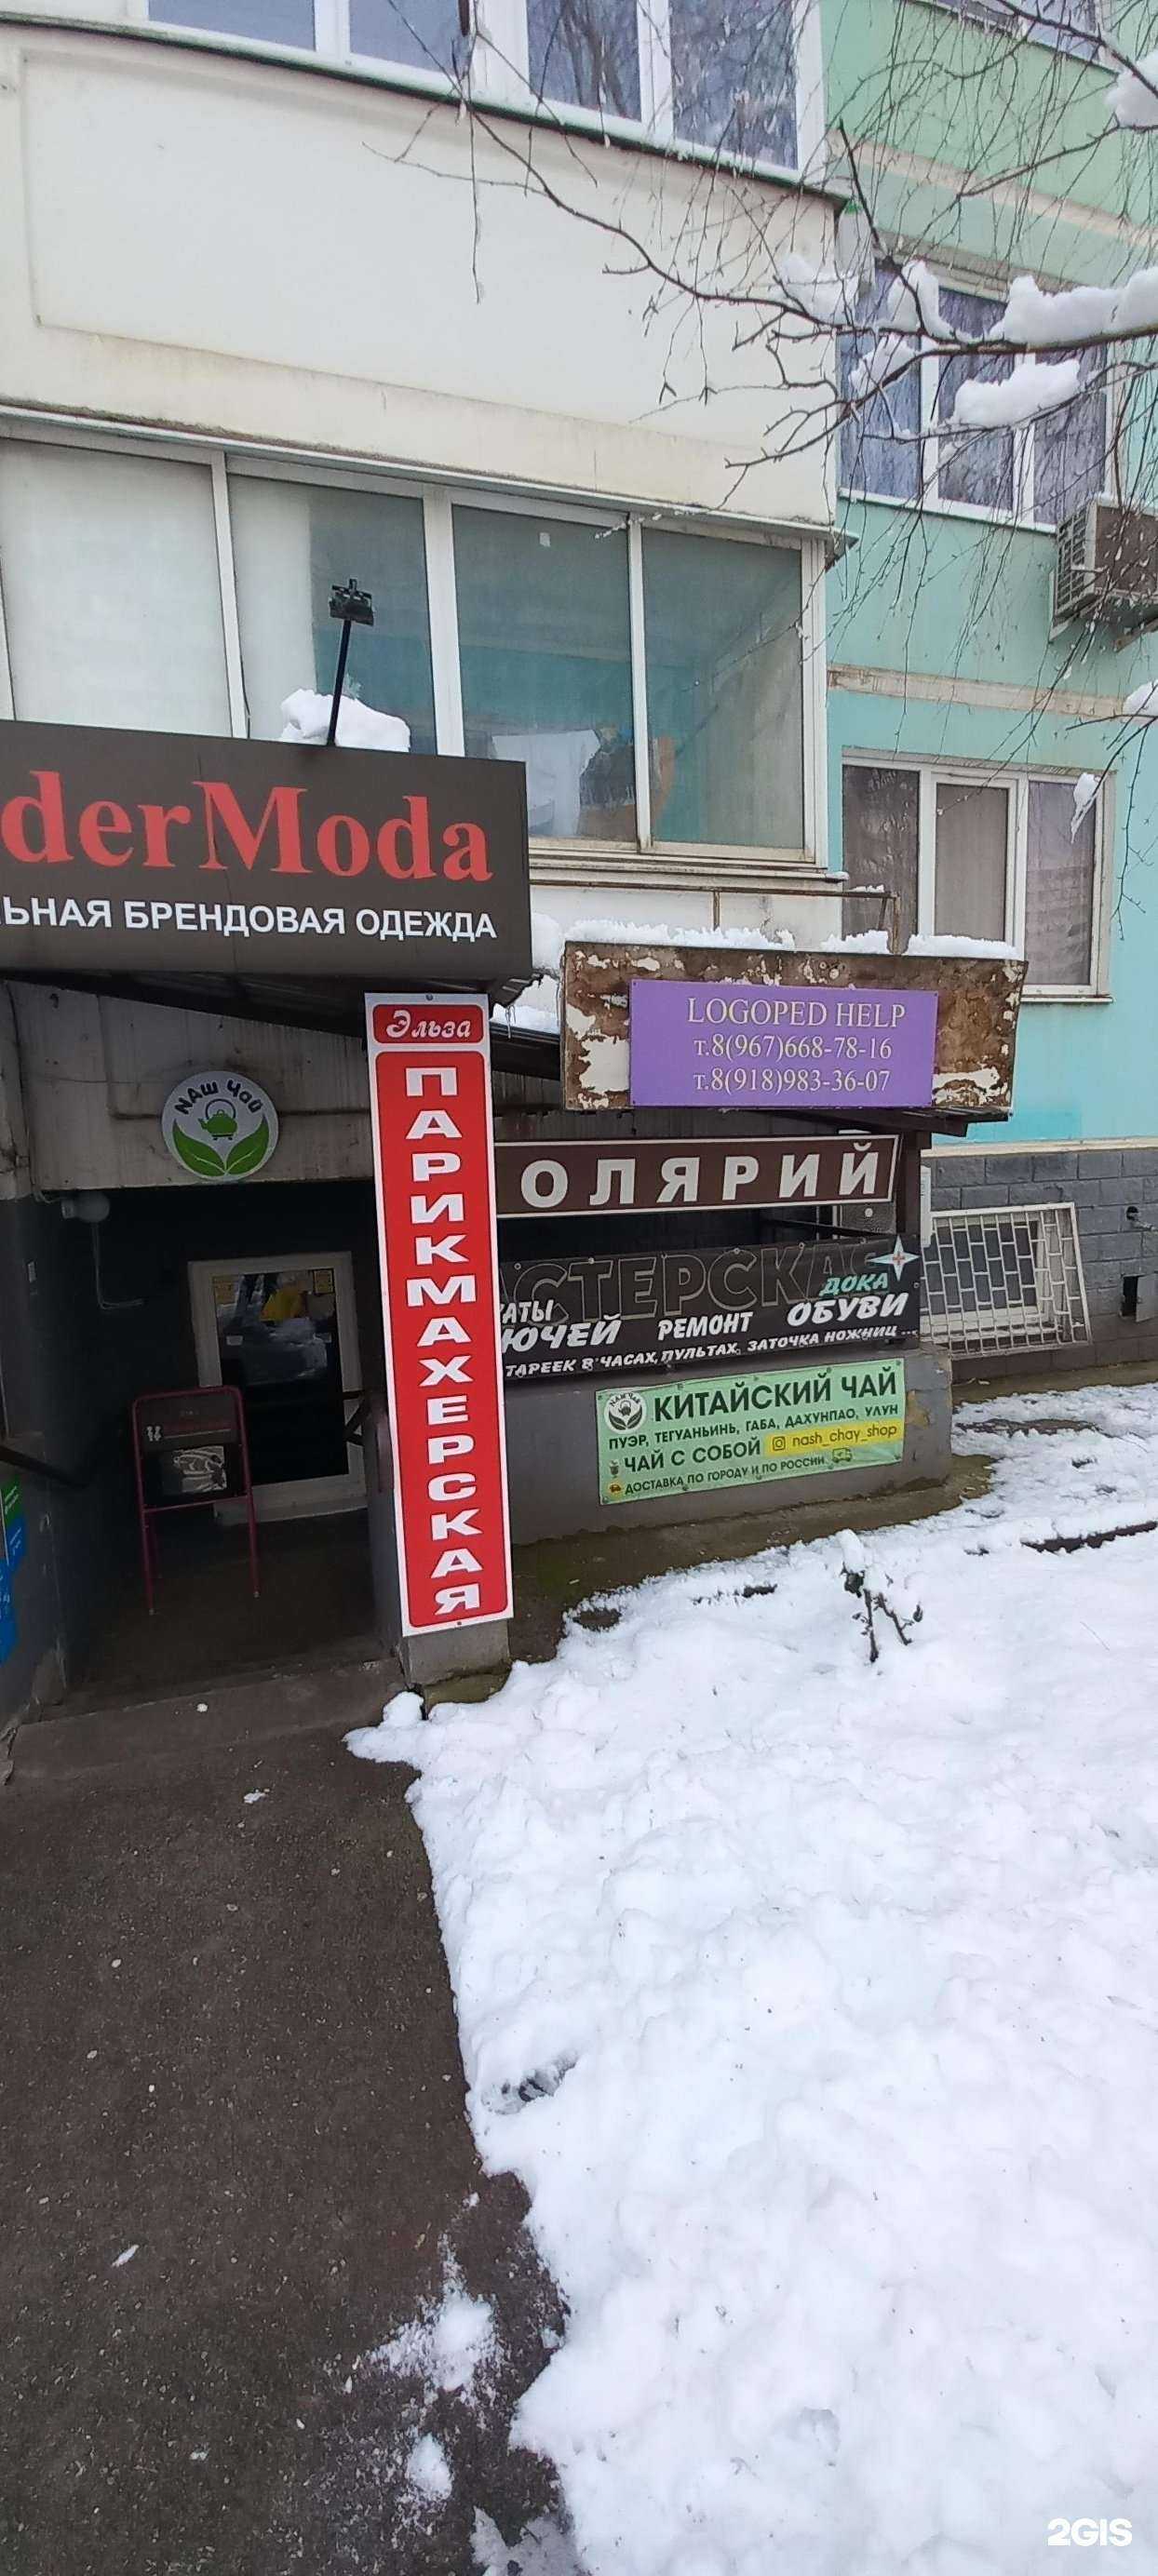 derModa
ЬНАЯ БРЕНДОВАЯ ОДЕЖДА
NАш Чай
Эльза
ПАРИКМАХЕРСКАЯ
LOGOPED HELP
т.8(967)668-78-16
т.8(918)983-36-07
ОЛЯРИЙ
АСТЕРСКАЯ
ДОКА
КАТЫ
ЮЧЕЙ РЕМОНТ ОБУВИ
ТАРЕЕК В ЧАСАХ, ПУЛЬТАХ, ЗАТОЧКА НОЖНИЦ ...
КИТАЙСКИЙ ЧАЙ
ПУЭР, ТЕГУАНЬИНЬ, ГАБА, ДАХУНПАО, УЛУН
ЧАЙ С СОБОЙ nash_chay_shop
ДОСТАВКА ПО ГОРОДУ И ПО РОССИИ
2GIS